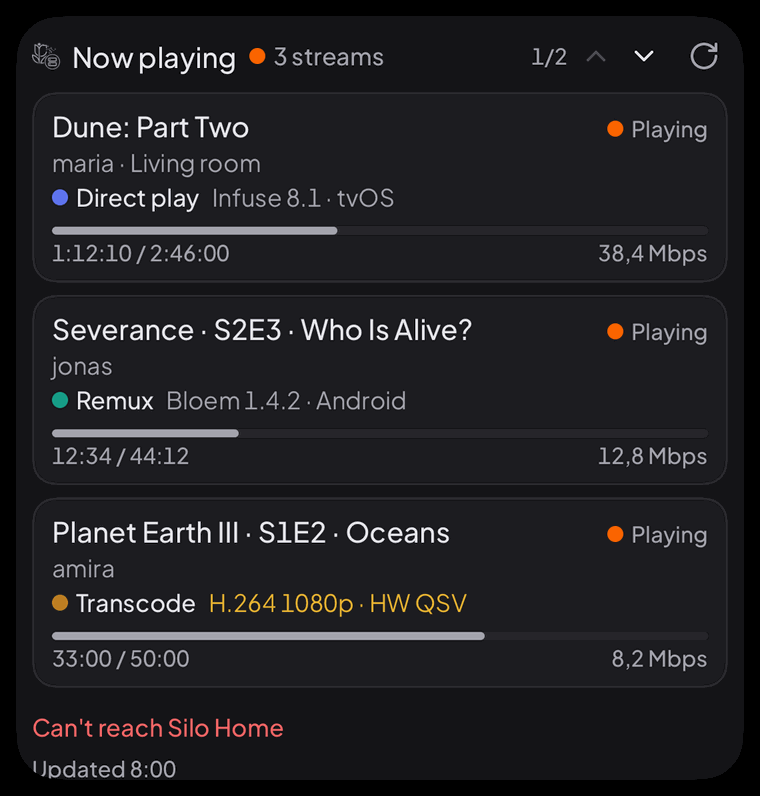 Now playing 3 streams 1/2
Dune: Part Two Playing
maria · Living room
Direct play Infuse 8.1 · tvOS
1:12:10 / 2:46:00 38,4 Mbps
Severance · S2E3 · Who Is Alive? Playing
jonas
Remux Bloem 1.4.2 · Android
12:34 / 44:12 12,8 Mbps
Planet Earth III · S1E2 · Oceans Playing
amira
Transcode H.264 1080p · HW QSV
33:00 / 50:00 8,2 Mbps
Can't reach Silo Home
Updated 8:00